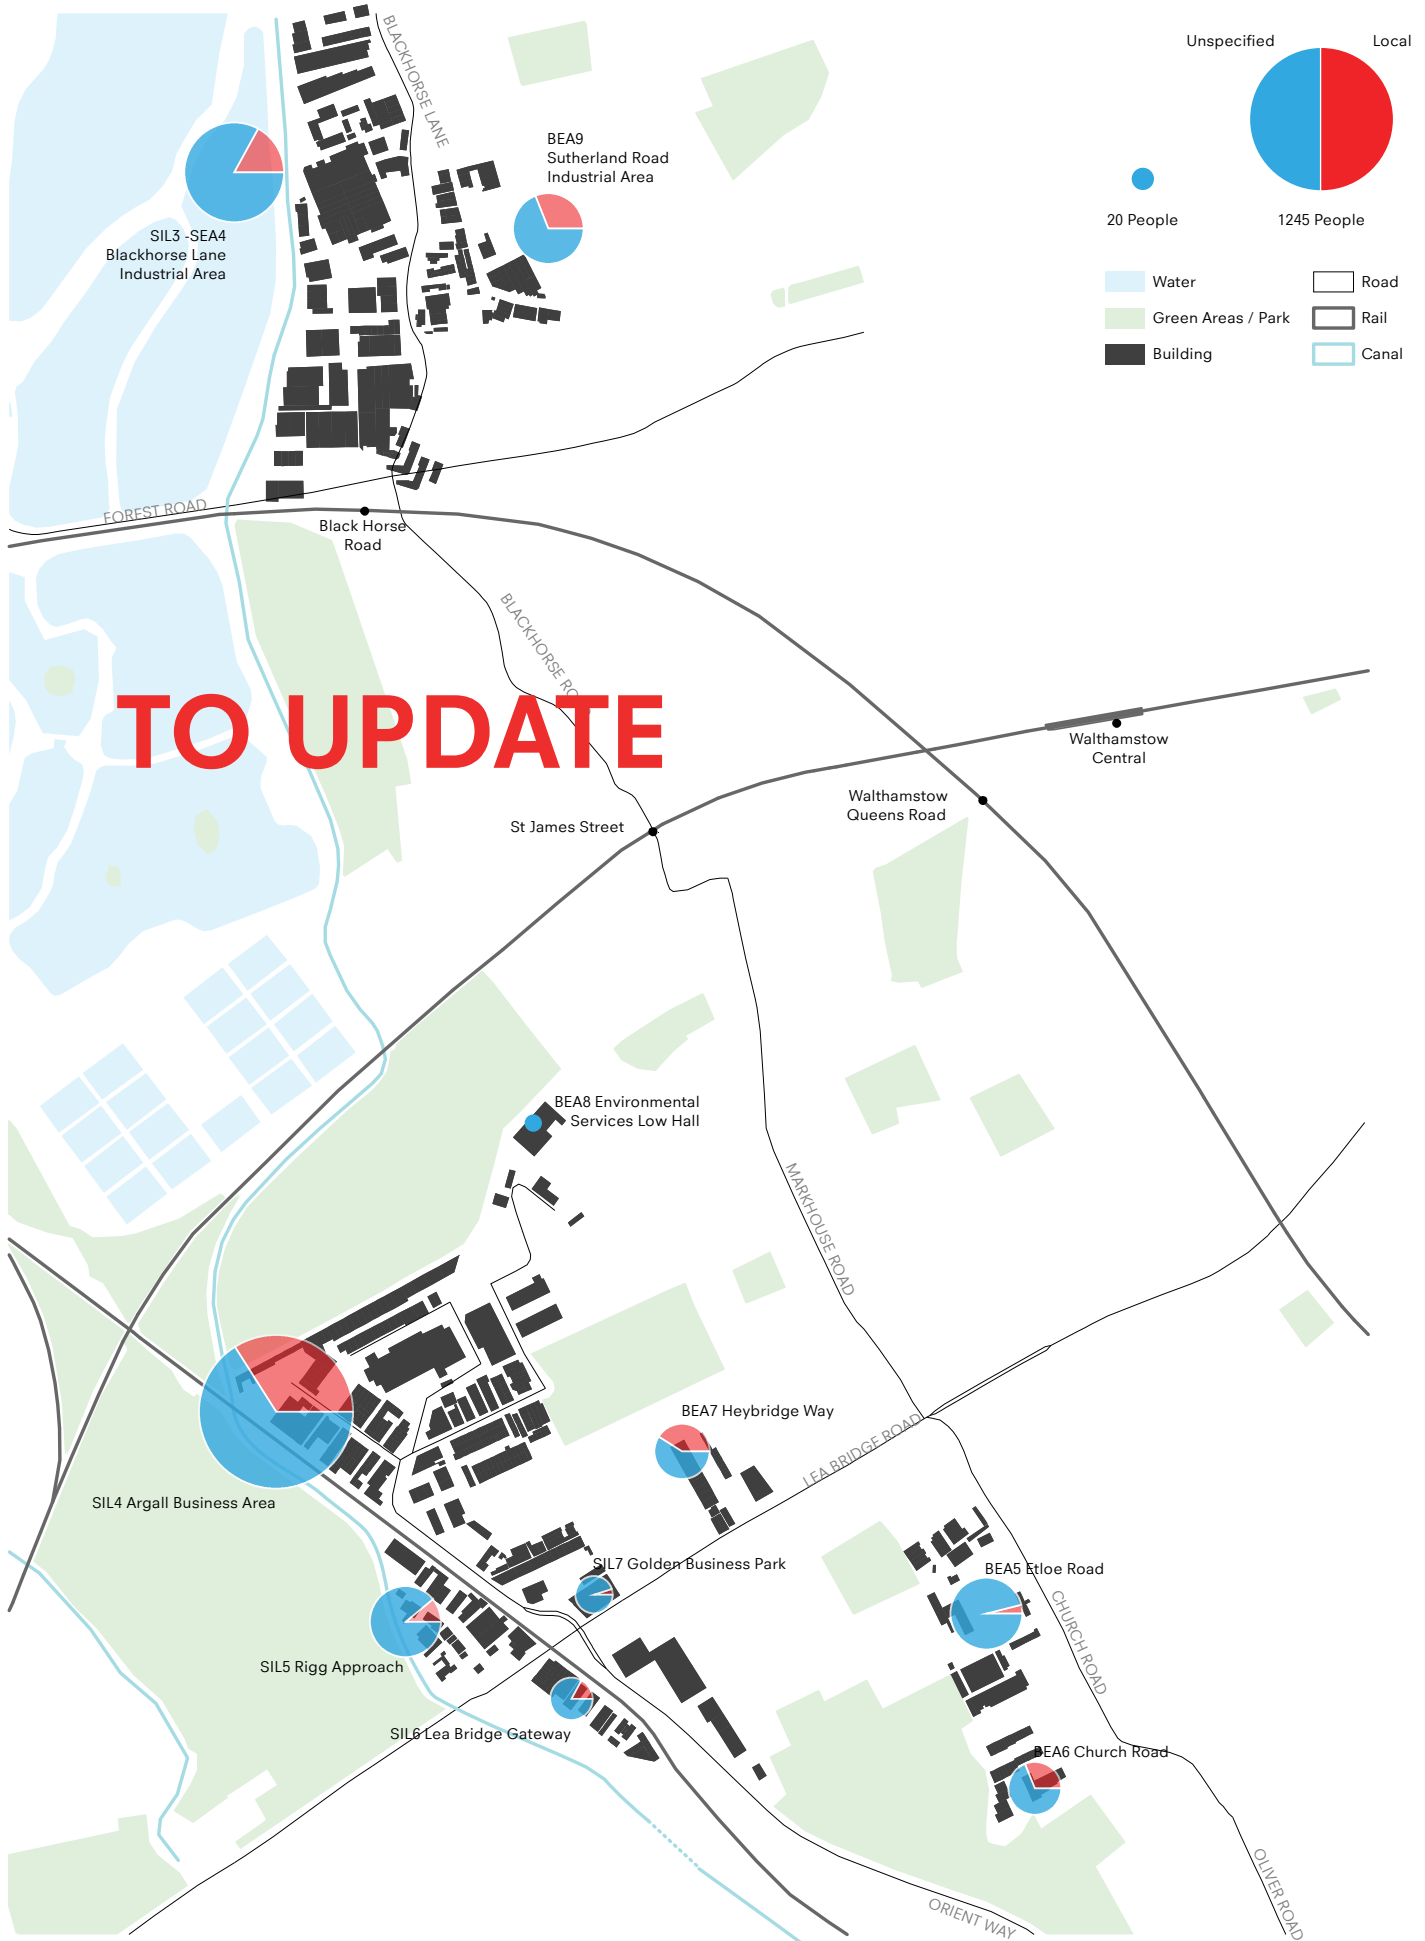 BLACKHORSE LANE
Unspecified
Local
BEA9
Sutherland Road
Industrial Area
20 People
1245 People
SIL3 -SEA4
Blackhorse Lane
Industrial Area
Water
Road
Green Areas / Park
Rail
Building
Canal
FOREST ROAD
Black Horse
Road
BLACKHORSE RO
TO UPDATE
Walthamstow
Central
Walthamstow
Queens Road
St James Street
BEA8 Environmental
Services Low Hall
MARKHOUSE ROAD
BEA7 Heybridge Way
LEA BRIDGE ROAD
SIL4 Argall Business Area
SIL7 Golden Business Park
BEA5 Etloe Road
CHURCH ROAD
SIL5 Rigg Approach
SIL6 Lea Bridge Gateway
BEA6 Church Road
OLIVER ROAD
ORIENT WAY